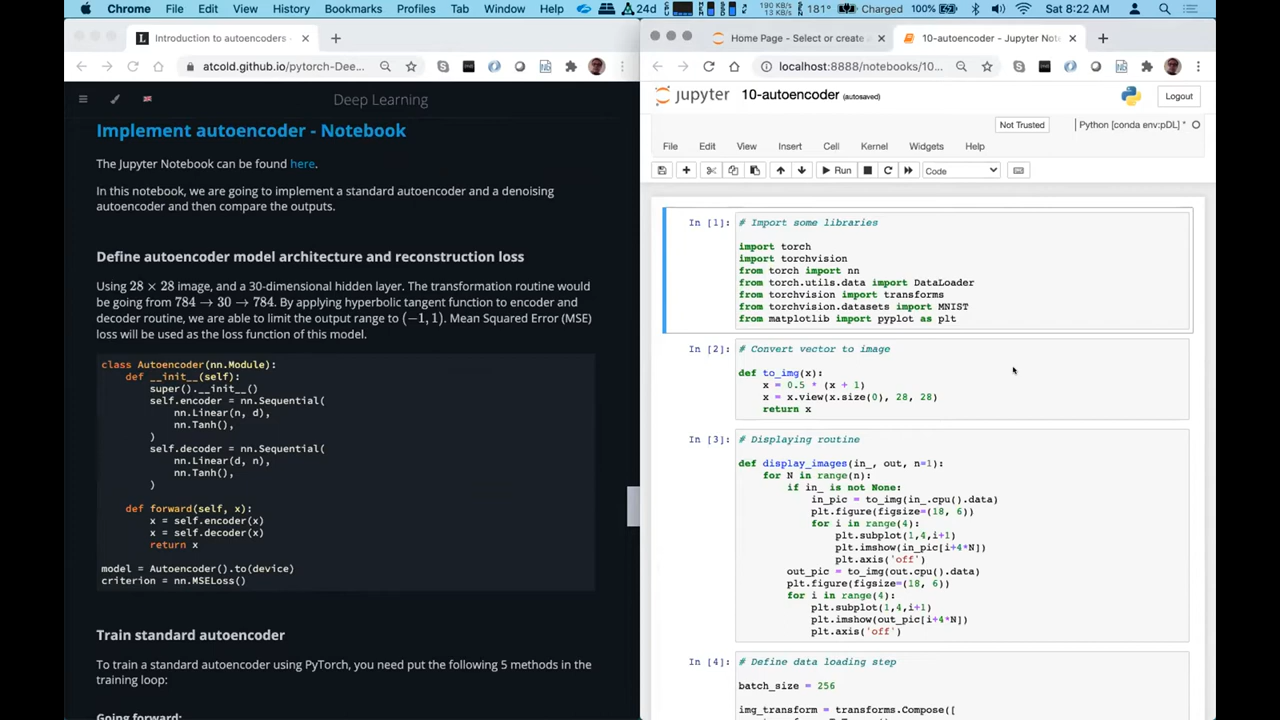 Chrome File Edit View History Bookmarks Profiles Tab Window Help 24d 190 KB/s 13 KB/s 181° Charged 100% Sat 8:22 AM
Introduction to autoencoders -
atcold.github.io/pytorch-Dee...
Deep Learning
Implement autoencoder - Notebook
The Jupyter Notebook can be found here.
In this notebook, we are going to implement a standard autoencoder and a denoising
autoencoder and then compare the outputs.
Define autoencoder model architecture and reconstruction loss
Using 28 × 28 image, and a 30-dimensional hidden layer. The transformation routine would
be going from 784 → 30 → 784. By applying hyperbolic tangent function to encoder and
decoder routine, we are able to limit the output range to (−1, 1). Mean Squared Error (MSE)
loss will be used as the loss function of this model.
class Autoencoder(nn.Module):
def __init__(self):
super().__init__()
self.encoder = nn.Sequential(
nn.Linear(n, d),
nn.Tanh(),
)
self.decoder = nn.Sequential(
nn.Linear(d, n),
nn.Tanh(),
)
def forward(self, x):
x = self.encoder(x)
x = self.decoder(x)
return x
model = Autoencoder().to(device)
criterion = nn.MSELoss()
Train standard autoencoder
To train a standard autoencoder using PyTorch, you need put the following 5 methods in the
training loop:
Going forward:
Home Page - Select or create
10-autoencoder - Jupyter Note
localhost:8888/notebooks/10...
jupyter 10-autoencoder (autosaved)
Logout
Not Trusted
Python [conda env:pDL] *
File Edit View Insert Cell Kernel Widgets Help
Run
Code
In [1]: # Import some libraries
import torch
import torchvision
from torch import nn
from torch.utils.data import DataLoader
from torchvision import transforms
from torchvision.datasets import MNIST
from matplotlib import pyplot as plt
In [2]: # Convert vector to image
def to_img(x):
x = 0.5 * (x + 1)
x = x.view(x.size(0), 28, 28)
return x
In [3]: # Displaying routine
def display_images(in_, out, n=1):
for N in range(n):
if in_ is not None:
in_pic = to_img(in_.cpu().data)
plt.figure(figsize=(18, 6))
for i in range(4):
plt.subplot(1,4,i+1)
plt.imshow(in_pic[i+4*N])
plt.axis('off')
out_pic = to_img(out.cpu().data)
plt.figure(figsize=(18, 6))
for i in range(4):
plt.subplot(1,4,i+1)
plt.imshow(out_pic[i+4*N])
plt.axis('off')
In [4]: # Define data loading step
batch_size = 256
img_transform = transforms.Compose([